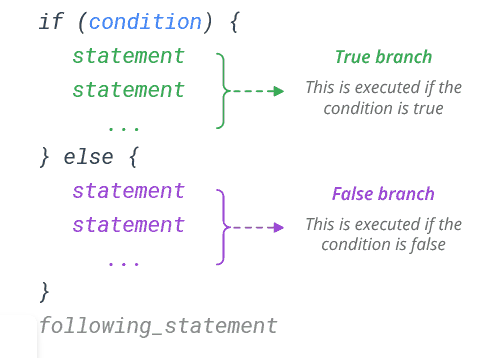 if (condition) {
statement
statement
...
True branch
This is executed if the
condition is true
} else {
statement
statement
...
False branch
This is executed if the
condition is false
}
following_statement